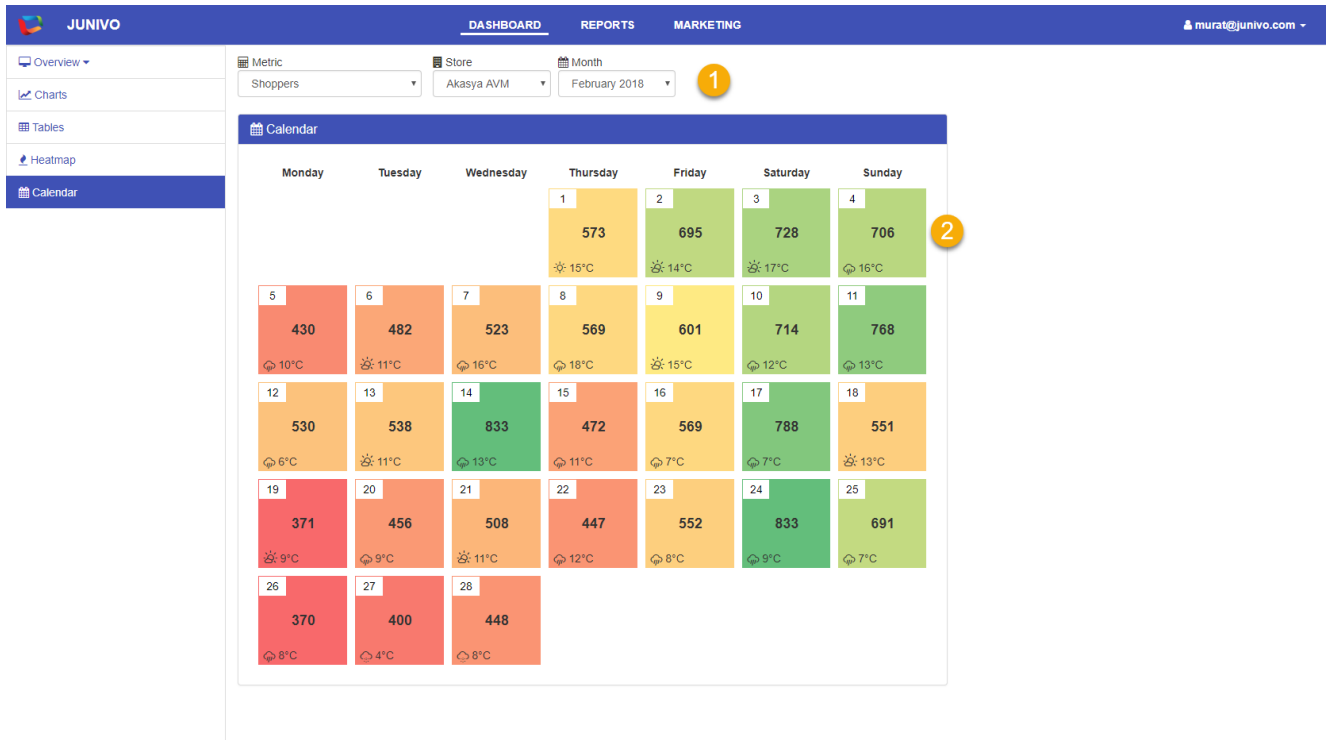 JUNIVO DASHBOARD REPORTS MARKETING murat@junivo.com
Overview
Charts
Tables
Heatmap
Calendar
Metric Store Month
Shoppers Akasya AVM February 2018 1
Calendar
Monday Tuesday Wednesday Thursday Friday Saturday Sunday
1 2 3 4
573 695 728 706 2
15°C 14°C 17°C 16°C
5 6 7 8 9 10 11
430 482 523 569 601 714 768
10°C 11°C 16°C 18°C 15°C 12°C 13°C
12 13 14 15 16 17 18
530 538 833 472 569 788 551
6°C 11°C 13°C 11°C 7°C 7°C 13°C
19 20 21 22 23 24 25
371 456 508 447 552 833 691
9°C 9°C 11°C 12°C 8°C 9°C 7°C
26 27 28
370 400 448
8°C 4°C 8°C